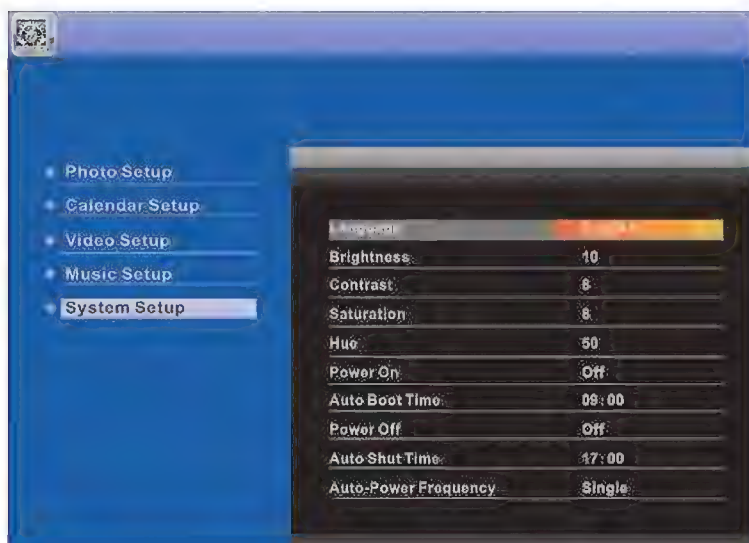 Photo Setup
Calendar Setup
Video Setup
Music Setup
System Setup
Brightness 10
Contrast 8
Saturation 8
Hue 50
Power On Off
Auto Boot Time 09:00
Power Off Off
Auto Shut Time 17:00
Auto-Power Frequency Single